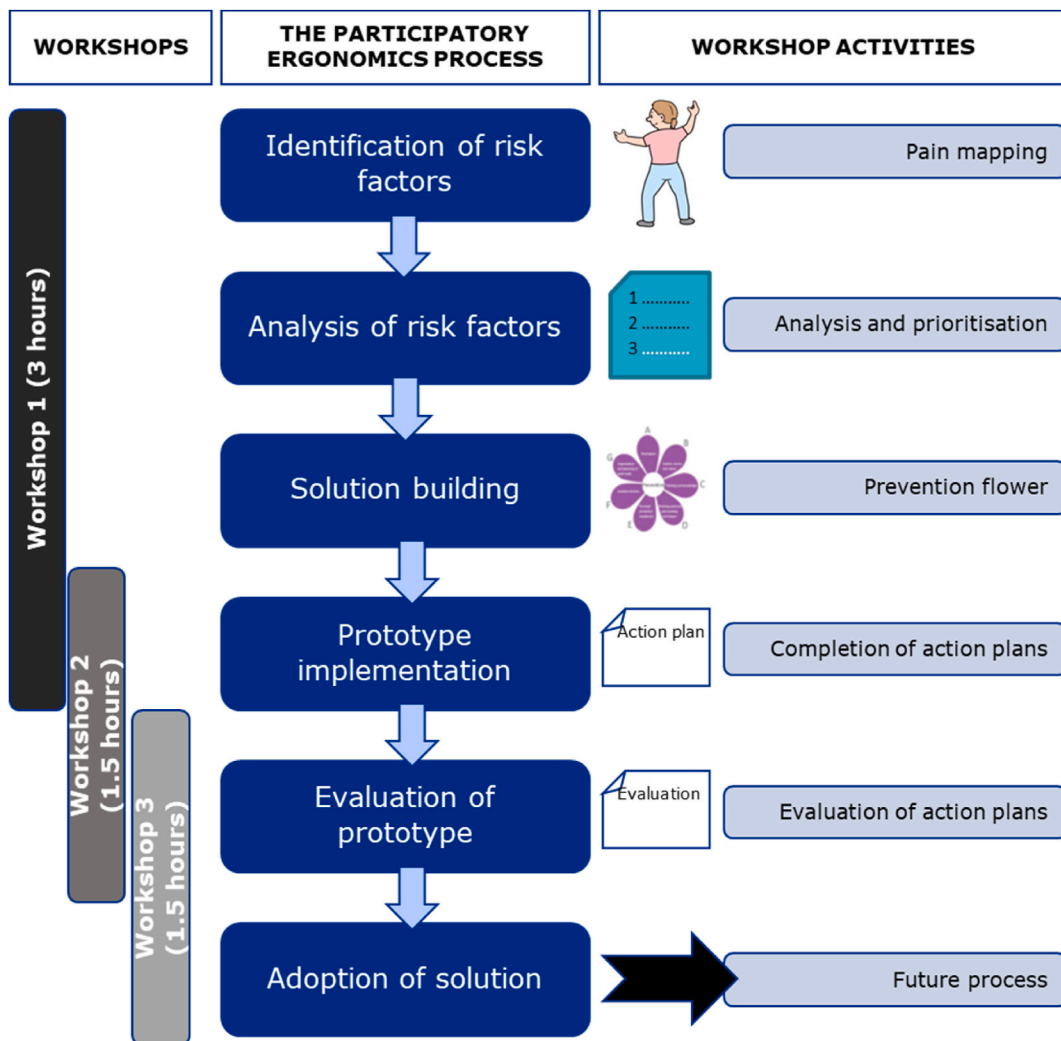 WORKSHOPS
THE PARTICIPATORY
ERGONOMICS PROCESS
WORKSHOP ACTIVITIES
Workshop 1 (3 hours)
Workshop 2
(1.5 hours)
Workshop 3
(1.5 hours)
Identification of risk
factors
Pain mapping
Analysis of risk factors
1 ...........
2 ...........
3 ...........
Analysis and prioritisation
Solution building
A
B
C
D
E
F
G
Prevention flower
Prototype
implementation
Action plan
Completion of action plans
Evaluation of
prototype
Evaluation
Evaluation of action plans
Adoption of solution
Future process